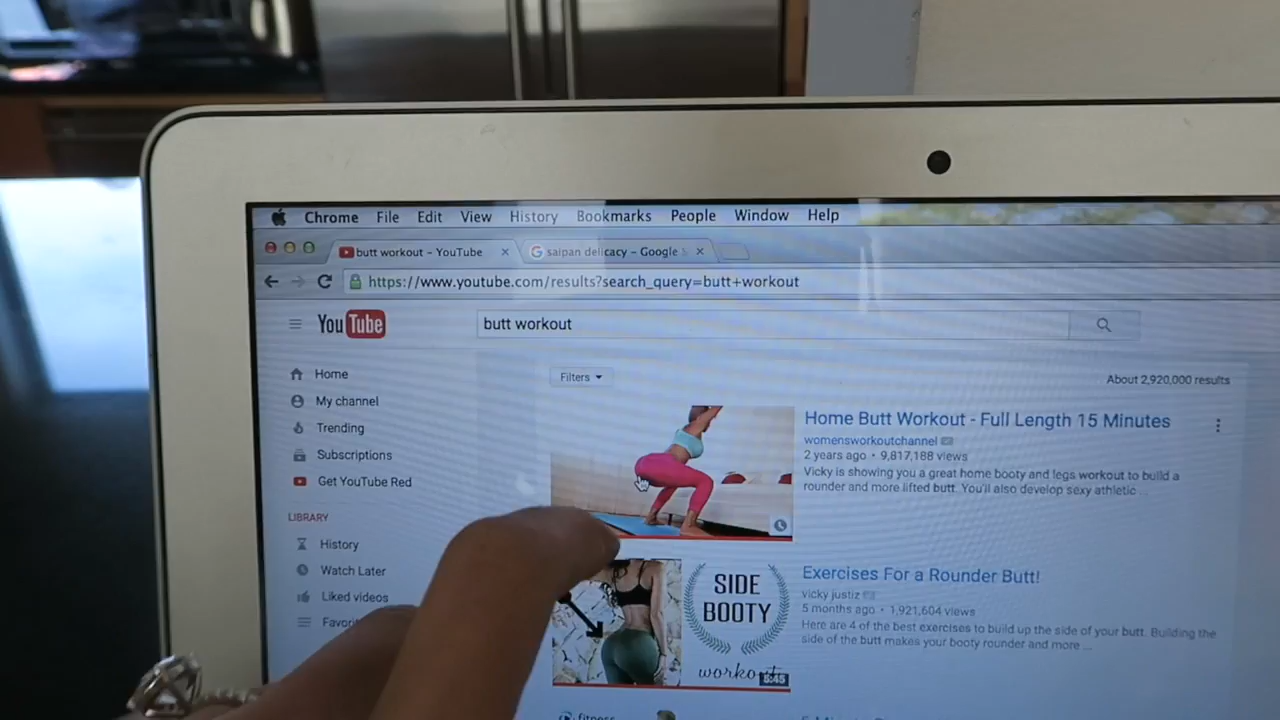 Chrome File Edit View History Bookmarks People Window Help
butt workout - YouTube
saipan delicacy - Google
https://www.youtube.com/results?search_query=butt+workout
YouTube
butt workout
Filters
About 2,920,000 results
Home
My channel
Trending
Subscriptions
Get YouTube Red
LIBRARY
History
Watch Later
Liked videos
Home Butt Workout - Full Length 15 Minutes
womensworkoutchannel
2 years ago • 9,817,188 views
Vicky is showing you a great home booty and legs workout to build a
rounder and more lifted butt. You'll also develop sexy athletic ...
SIDE
BOOTY
workout
5:45
Exercises For a Rounder Butt!
vicky justiz
5 months ago • 1,921,604 views
Here are 4 of the best exercises to build up the side of your butt. Building the
side of the butt makes your booty rounder and more ...
fitness